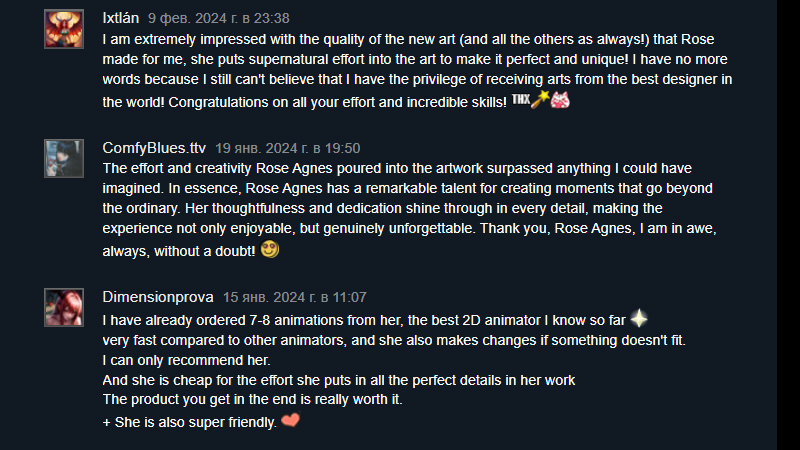 Ixtlán 9 фев. 2024 г. в 23:38
I am extremely impressed with the quality of the new art (and all the others as always!) that Rose
made for me, she puts supernatural effort into the art to make it perfect and unique! I have no more
words because I still can't believe that I have the privilege of receiving arts from the best designer in
the world! Congratulations on all your effort and incredible skills! THX
ComfyBlues.ttv 19 янв. 2024 г. в 19:50
The effort and creativity Rose Agnes poured into the artwork surpassed anything I could have
imagined. In essence, Rose Agnes has a remarkable talent for creating moments that go beyond
the ordinary. Her thoughtfulness and dedication shine through in every detail, making the
experience not only enjoyable, but genuinely unforgettable. Thank you, Rose Agnes, I am in awe,
always, without a doubt!
Dimensionprova 15 янв. 2024 г. в 11:07
I have already ordered 7-8 animations from her, the best 2D animator I know so far
very fast compared to other animators, and she also makes changes if something doesn't fit.
I can only recommend her.
And she is cheap for the effort she puts in all the perfect details in her work
The product you get in the end is really worth it.
+ She is also super friendly.